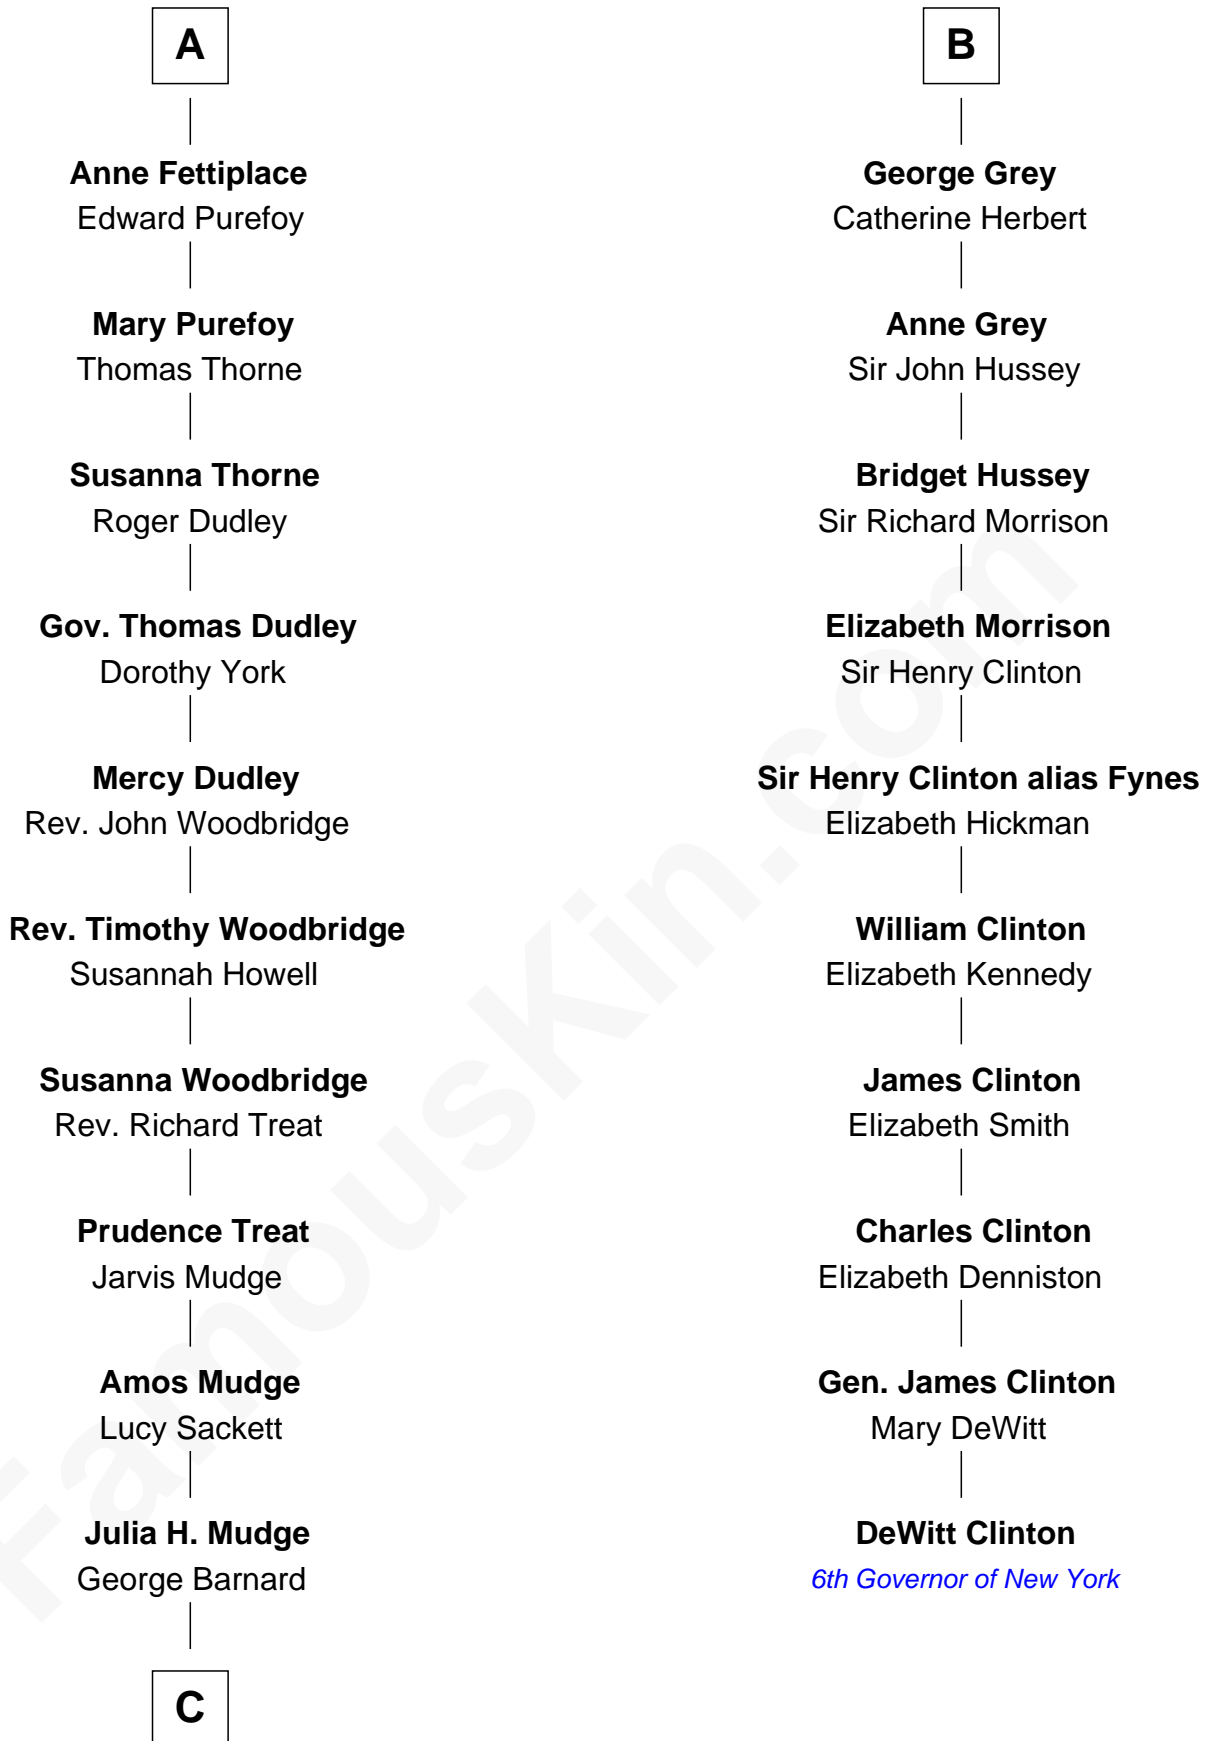 A
Anne Fettiplace
Edward Purefoy
Mary Purefoy
Thomas Thorne
Susanna Thorne
Roger Dudley
Gov. Thomas Dudley
Dorothy York
Mercy Dudley
Rev. John Woodbridge
Rev. Timothy Woodbridge
Susannah Howell
Susanna Woodbridge
Rev. Richard Treat
Prudence Treat
Jarvis Mudge
Amos Mudge
Lucy Sackett
Julia H. Mudge
George Barnard
C
B
George Grey
Catherine Herbert
Anne Grey
Sir John Hussey
Bridget Hussey
Sir Richard Morrison
Elizabeth Morrison
Sir Henry Clinton
Sir Henry Clinton alias Fynes
Elizabeth Hickman
William Clinton
Elizabeth Kennedy
James Clinton
Elizabeth Smith
Charles Clinton
Elizabeth Denniston
Gen. James Clinton
Mary DeWitt
DeWitt Clinton
6th Governor of New York
FamousKin.com